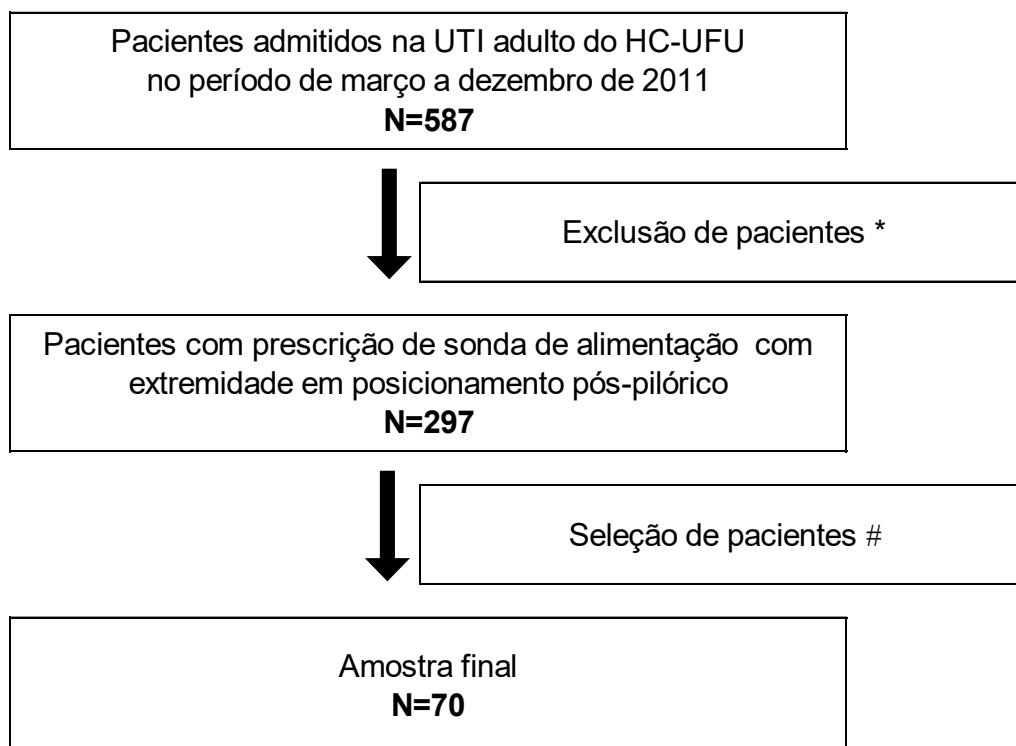 Pacientes admitidos na UTI adulto do HC-UFU
no período de março a dezembro de 2011
N=587
Exclusão de pacientes *
Pacientes com prescrição de sonda de alimentação com
extremidade em posicionamento pós-pilórico
N=297
Seleção de pacientes #
Amostra final
N=70